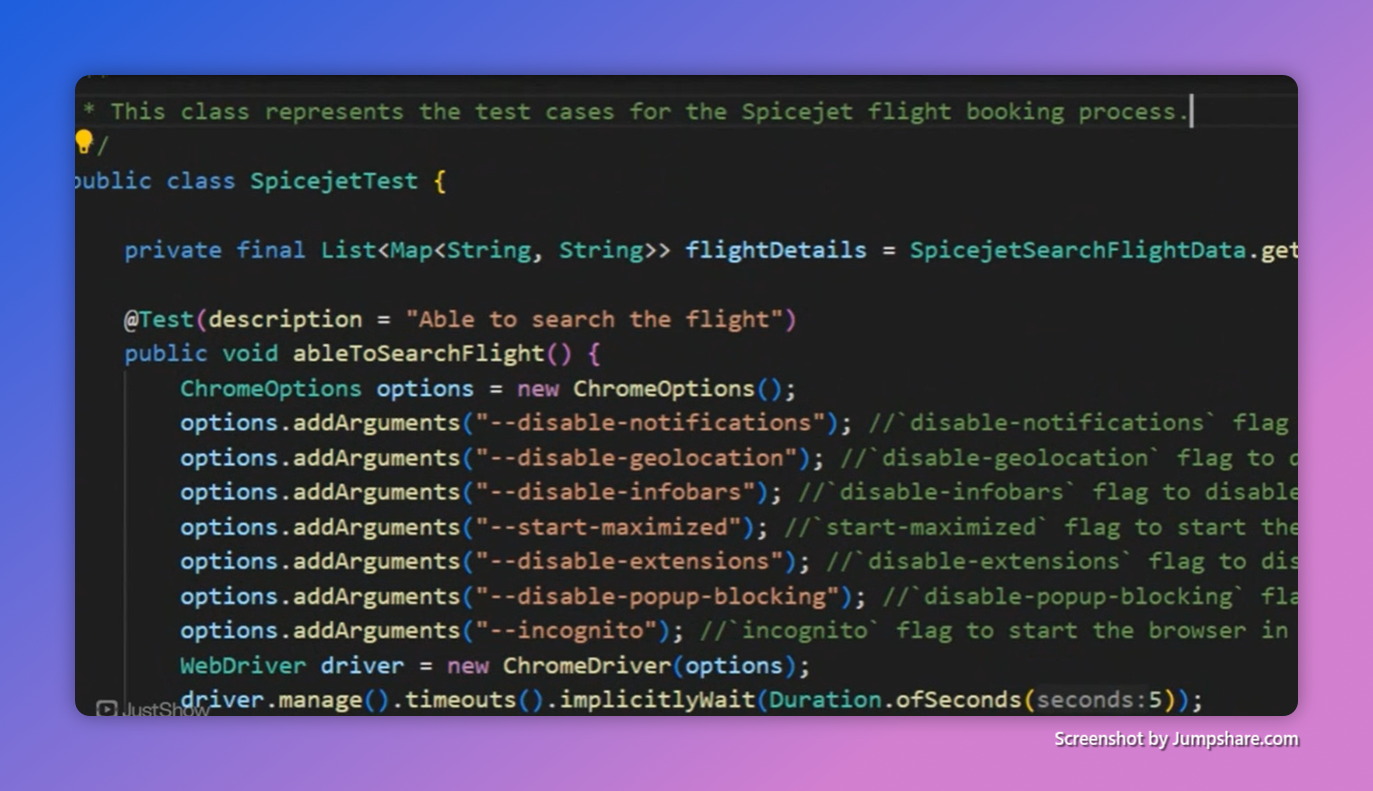 * This class represents the test cases for the Spicejet flight booking process.
*/
public class SpicejetTest {
private final List<Map<String, String>> flightDetails = SpicejetSearchFlightData.get
@Test(description = "Able to search the flight")
public void ableToSearchFlight() {
ChromeOptions options = new ChromeOptions();
options.addArguments("--disable-notifications"); //`disable-notifications` flag
options.addArguments("--disable-geolocation"); //`disable-geolocation` flag to d
options.addArguments("--disable-infobars"); //`disable-infobars` flag to disable
options.addArguments("--start-maximized"); //`start-maximized` flag to start the
options.addArguments("--disable-extensions"); //`disable-extensions` flag to dis
options.addArguments("--disable-popup-blocking"); //`disable-popup-blocking` fla
options.addArguments("--incognito"); //`incognito` flag to start the browser in
WebDriver driver = new ChromeDriver(options);
driver.manage().timeouts().implicitlyWait(Duration.ofSeconds(seconds:5));
JustShow
Screenshot by Jumpshare.com